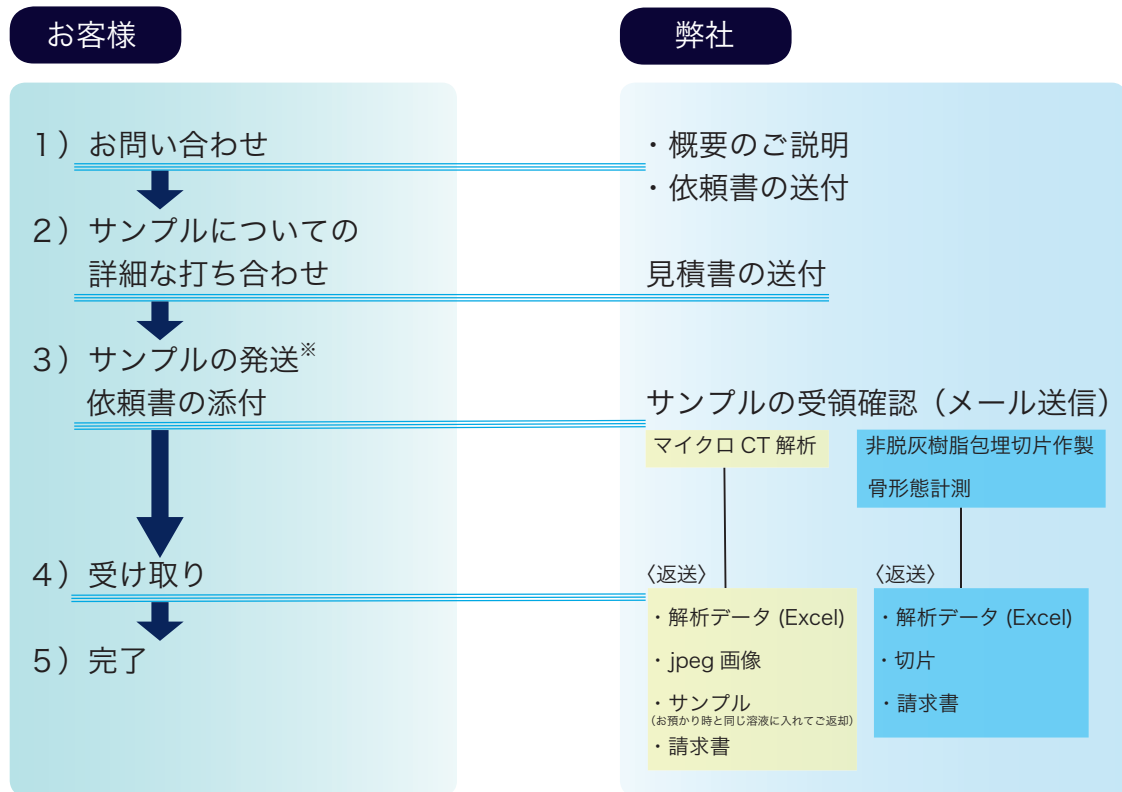 お客様
弊社
1）お問い合わせ
・概要のご説明
・依頼書の送付
2）サンプルについての
詳細な打ち合わせ
見積書の送付
3）サンプルの発送※
依頼書の添付
サンプルの受領確認（メール送信）
マイクロ CT 解析
非脱灰樹脂包埋切片作製
骨形態計測
4）受け取り
〈返送〉
〈返送〉
・解析データ (Excel)
・jpeg 画像
・サンプル
（お預かり時と同じ溶液に入れてご返却）
・請求書
・解析データ (Excel)
・切片
・請求書
5）完了